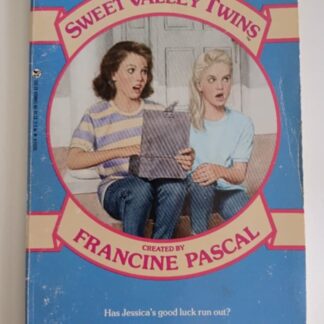 SWEET VALLEY TWINS
CREATED BY
FRANCINE PASCAL
Has Jessica's good luck run out?